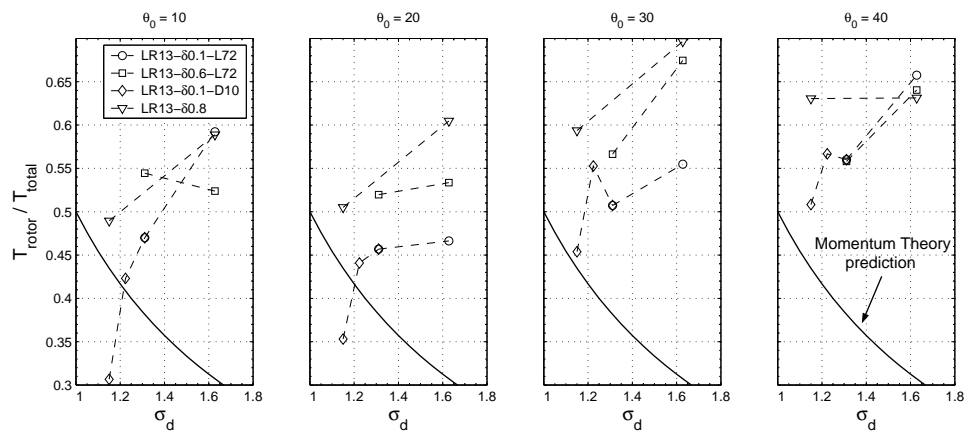 θ0 = 10
θ0 = 20
θ0 = 30
θ0 = 40
T_rotor / T_total
0.65
0.6
0.55
0.5
0.45
0.4
0.35
0.3
LR13−δ0.1−L72
LR13−δ0.6−L72
LR13−δ0.1−D10
LR13−δ0.8
Momentum Theory
prediction
1 1.2 1.4 1.6 1.8
1 1.2 1.4 1.6 1.8
1 1.2 1.4 1.6 1.8
1 1.2 1.4 1.6 1.8
σd
σd
σd
σd